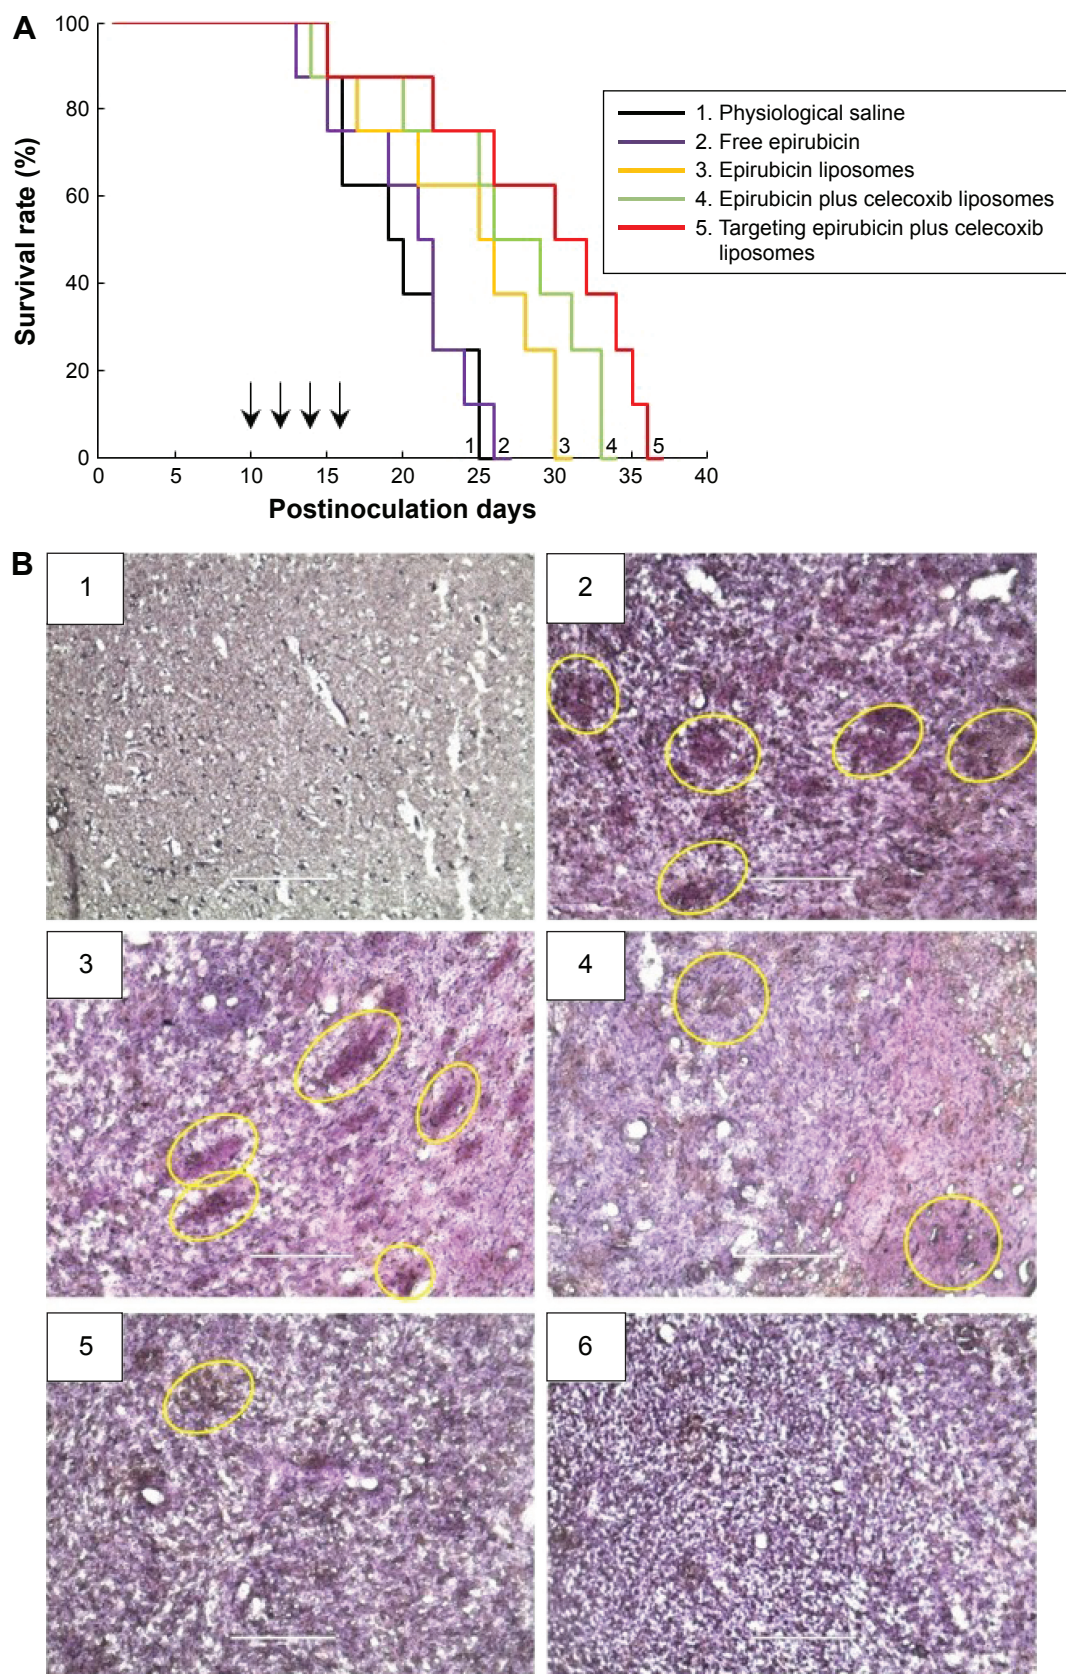 A
Survival rate (%)
100
80
60
40
20
0
0 5 10 15 20 25 30 35 40
Postinoculation days
1 2 3 4 5
1. Physiological saline
2. Free epirubicin
3. Epirubicin liposomes
4. Epirubicin plus celecoxib liposomes
5. Targeting epirubicin plus celecoxib
liposomes
B
1
2
3
4
5
6